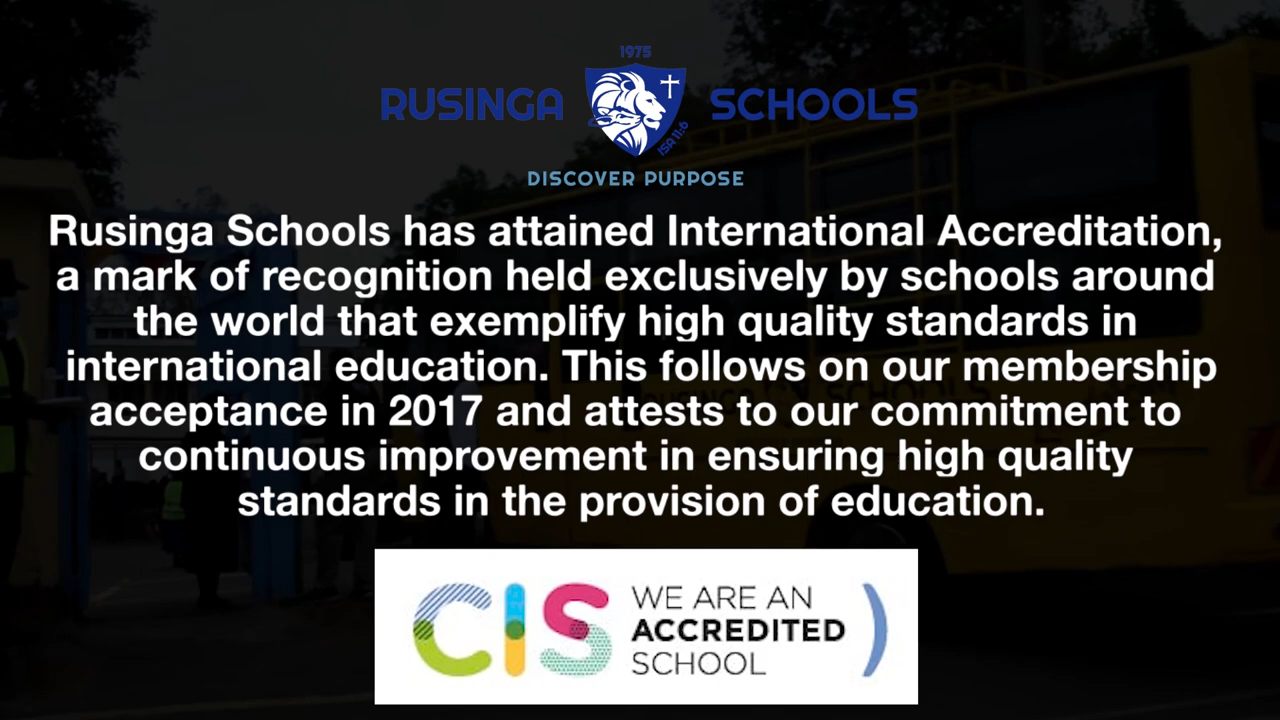 1975
RUSINGA SCHOOLS
ISA 11:6
DISCOVER PURPOSE
Rusinga Schools has attained International Accreditation,
a mark of recognition held exclusively by schools around
the world that exemplify high quality standards in
international education. This follows on our membership
acceptance in 2017 and attests to our commitment to
continuous improvement in ensuring high quality
standards in the provision of education.
CIS
WE ARE AN
ACCREDITED
SCHOOL